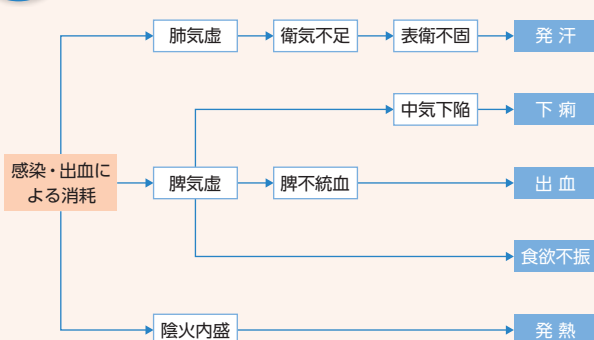 肺気虚
衛気不足
表衛不固
発汗
中気下陥
下痢
感染・出血に
よる消耗
脾気虚
脾不統血
出血
食欲不振
陰火内盛
発熱